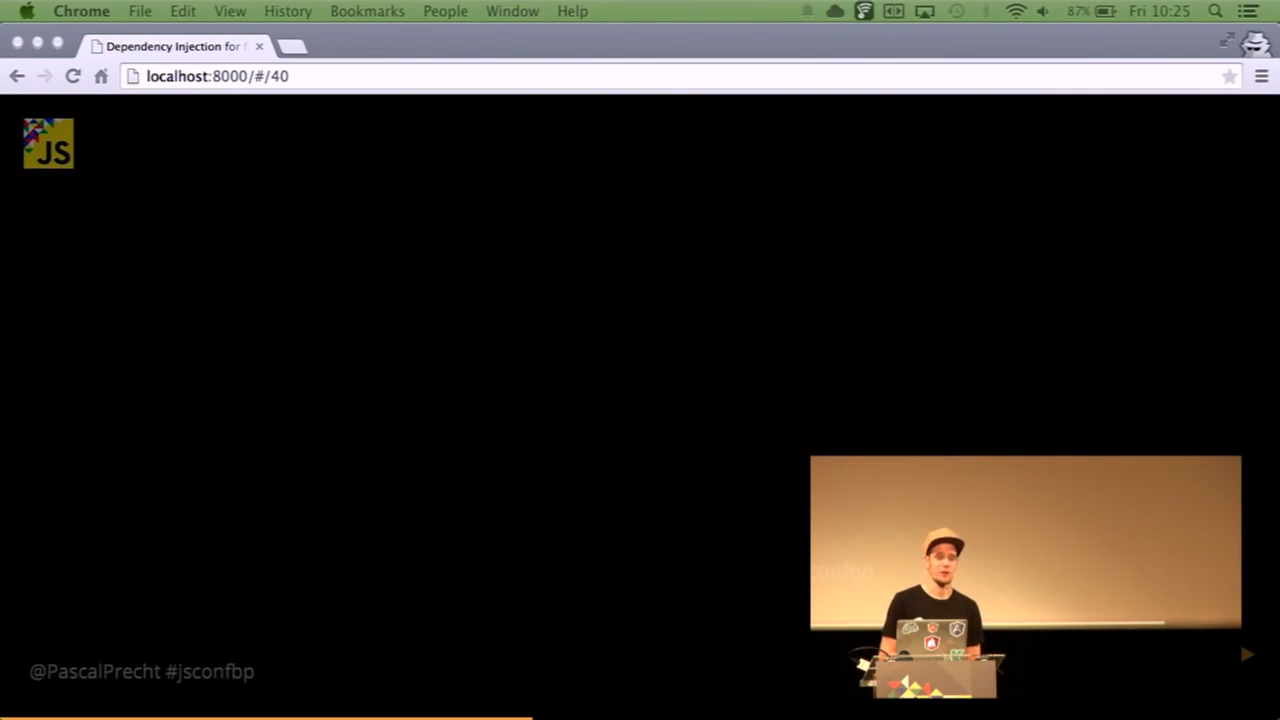 Chrome File Edit View History Bookmarks People Window Help 87% Fri 10:25
Dependency Injection for
localhost:8000/#/40
JS
@PascalPrecht #jsconfbp